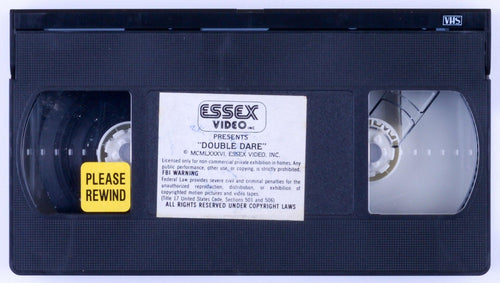 VHS
ESSEX
VIDEO INC.
PRESENTS
"DOUBLE DARE"
© MCMLXXXVI, ESSEX VIDEO, INC.
Licensed only for non-commercial private exhibition in homes. Any
public performance, other use, or copying, is strictly prohibited.
FBI WARNING
Federal Law provides severe civil and criminal penalties for the
unauthorized reproduction, distribution, or exhibition of
copyrighted motion pictures and video tapes.
(Title 17 United States Code, Sections 501 and 506)
ALL RIGHTS RESERVED UNDER COPYRIGHT LAWS
PLEASE
REWIND